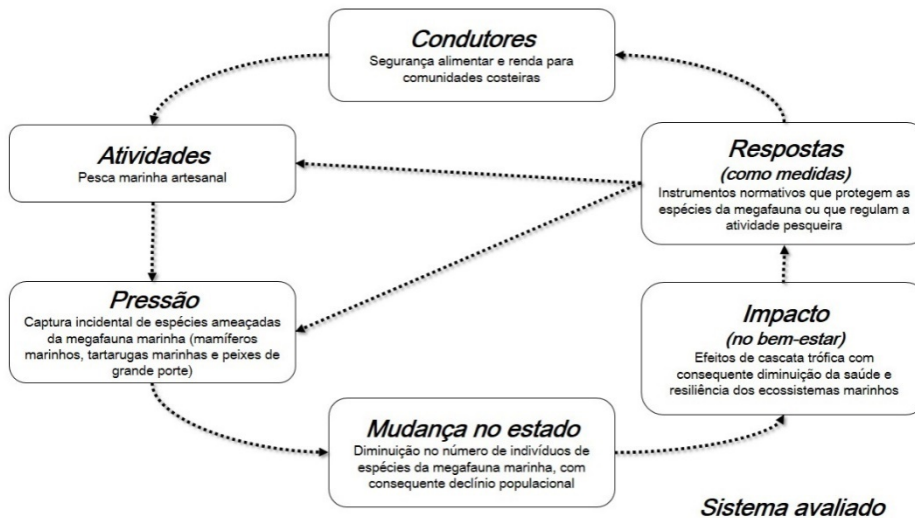 Condutores
Segurança alimentar e renda para
comunidades costeiras
Atividades
Pesca marinha artesanal
Respostas
(como medidas)
Instrumentos normativos que protegem as
espécies da megafauna ou que regulam a
atividade pesqueira
Pressão
Captura incidental de espécies ameaçadas
da megafauna marinha (mamíferos
marinhos, tartarugas marinhas e peixes de
grande porte)
Impacto
(no bem-estar)
Efeitos de cascata trófica com
consequente diminuição da saúde e
resiliência dos ecossistemas marinhos
Mudança no estado
Diminuição no número de indivíduos de
espécies da megafauna marinha, com
consequente declínio populacional
Sistema avaliado